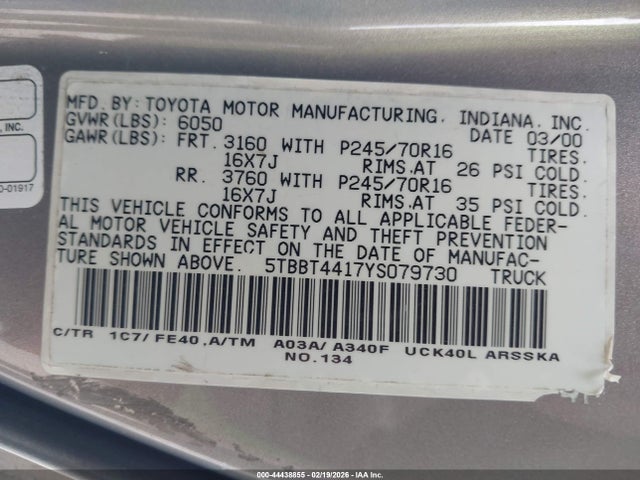 MFD. BY: TOYOTA MOTOR MANUFACTURING, INDIANA, INC.
GVWR(LBS): 6050 DATE 03/00
GAWR(LBS): FRT. 3160 WITH P245/70R16 TIRES.
16X7J RIMS.AT 26 PSI COLD.
RR. 3760 WITH P245/70R16 TIRES.
16X7J RIMS.AT 35 PSI COLD.
THIS VEHICLE CONFORMS TO ALL APPLICABLE FEDER-
AL MOTOR VEHICLE SAFETY AND THEFT PREVENTION
STANDARDS IN EFFECT ON THE DATE OF MANUFAC-
TURE SHOWN ABOVE. 5TBBT4417YS079730 TRUCK
C/TR 1C7/ FE40 ,A/TM A03A/ A340F UCK40L ARSSKA
NO.134
, INC.
0-01917
000-44438855 - 02/19/2026 - IAA Inc.